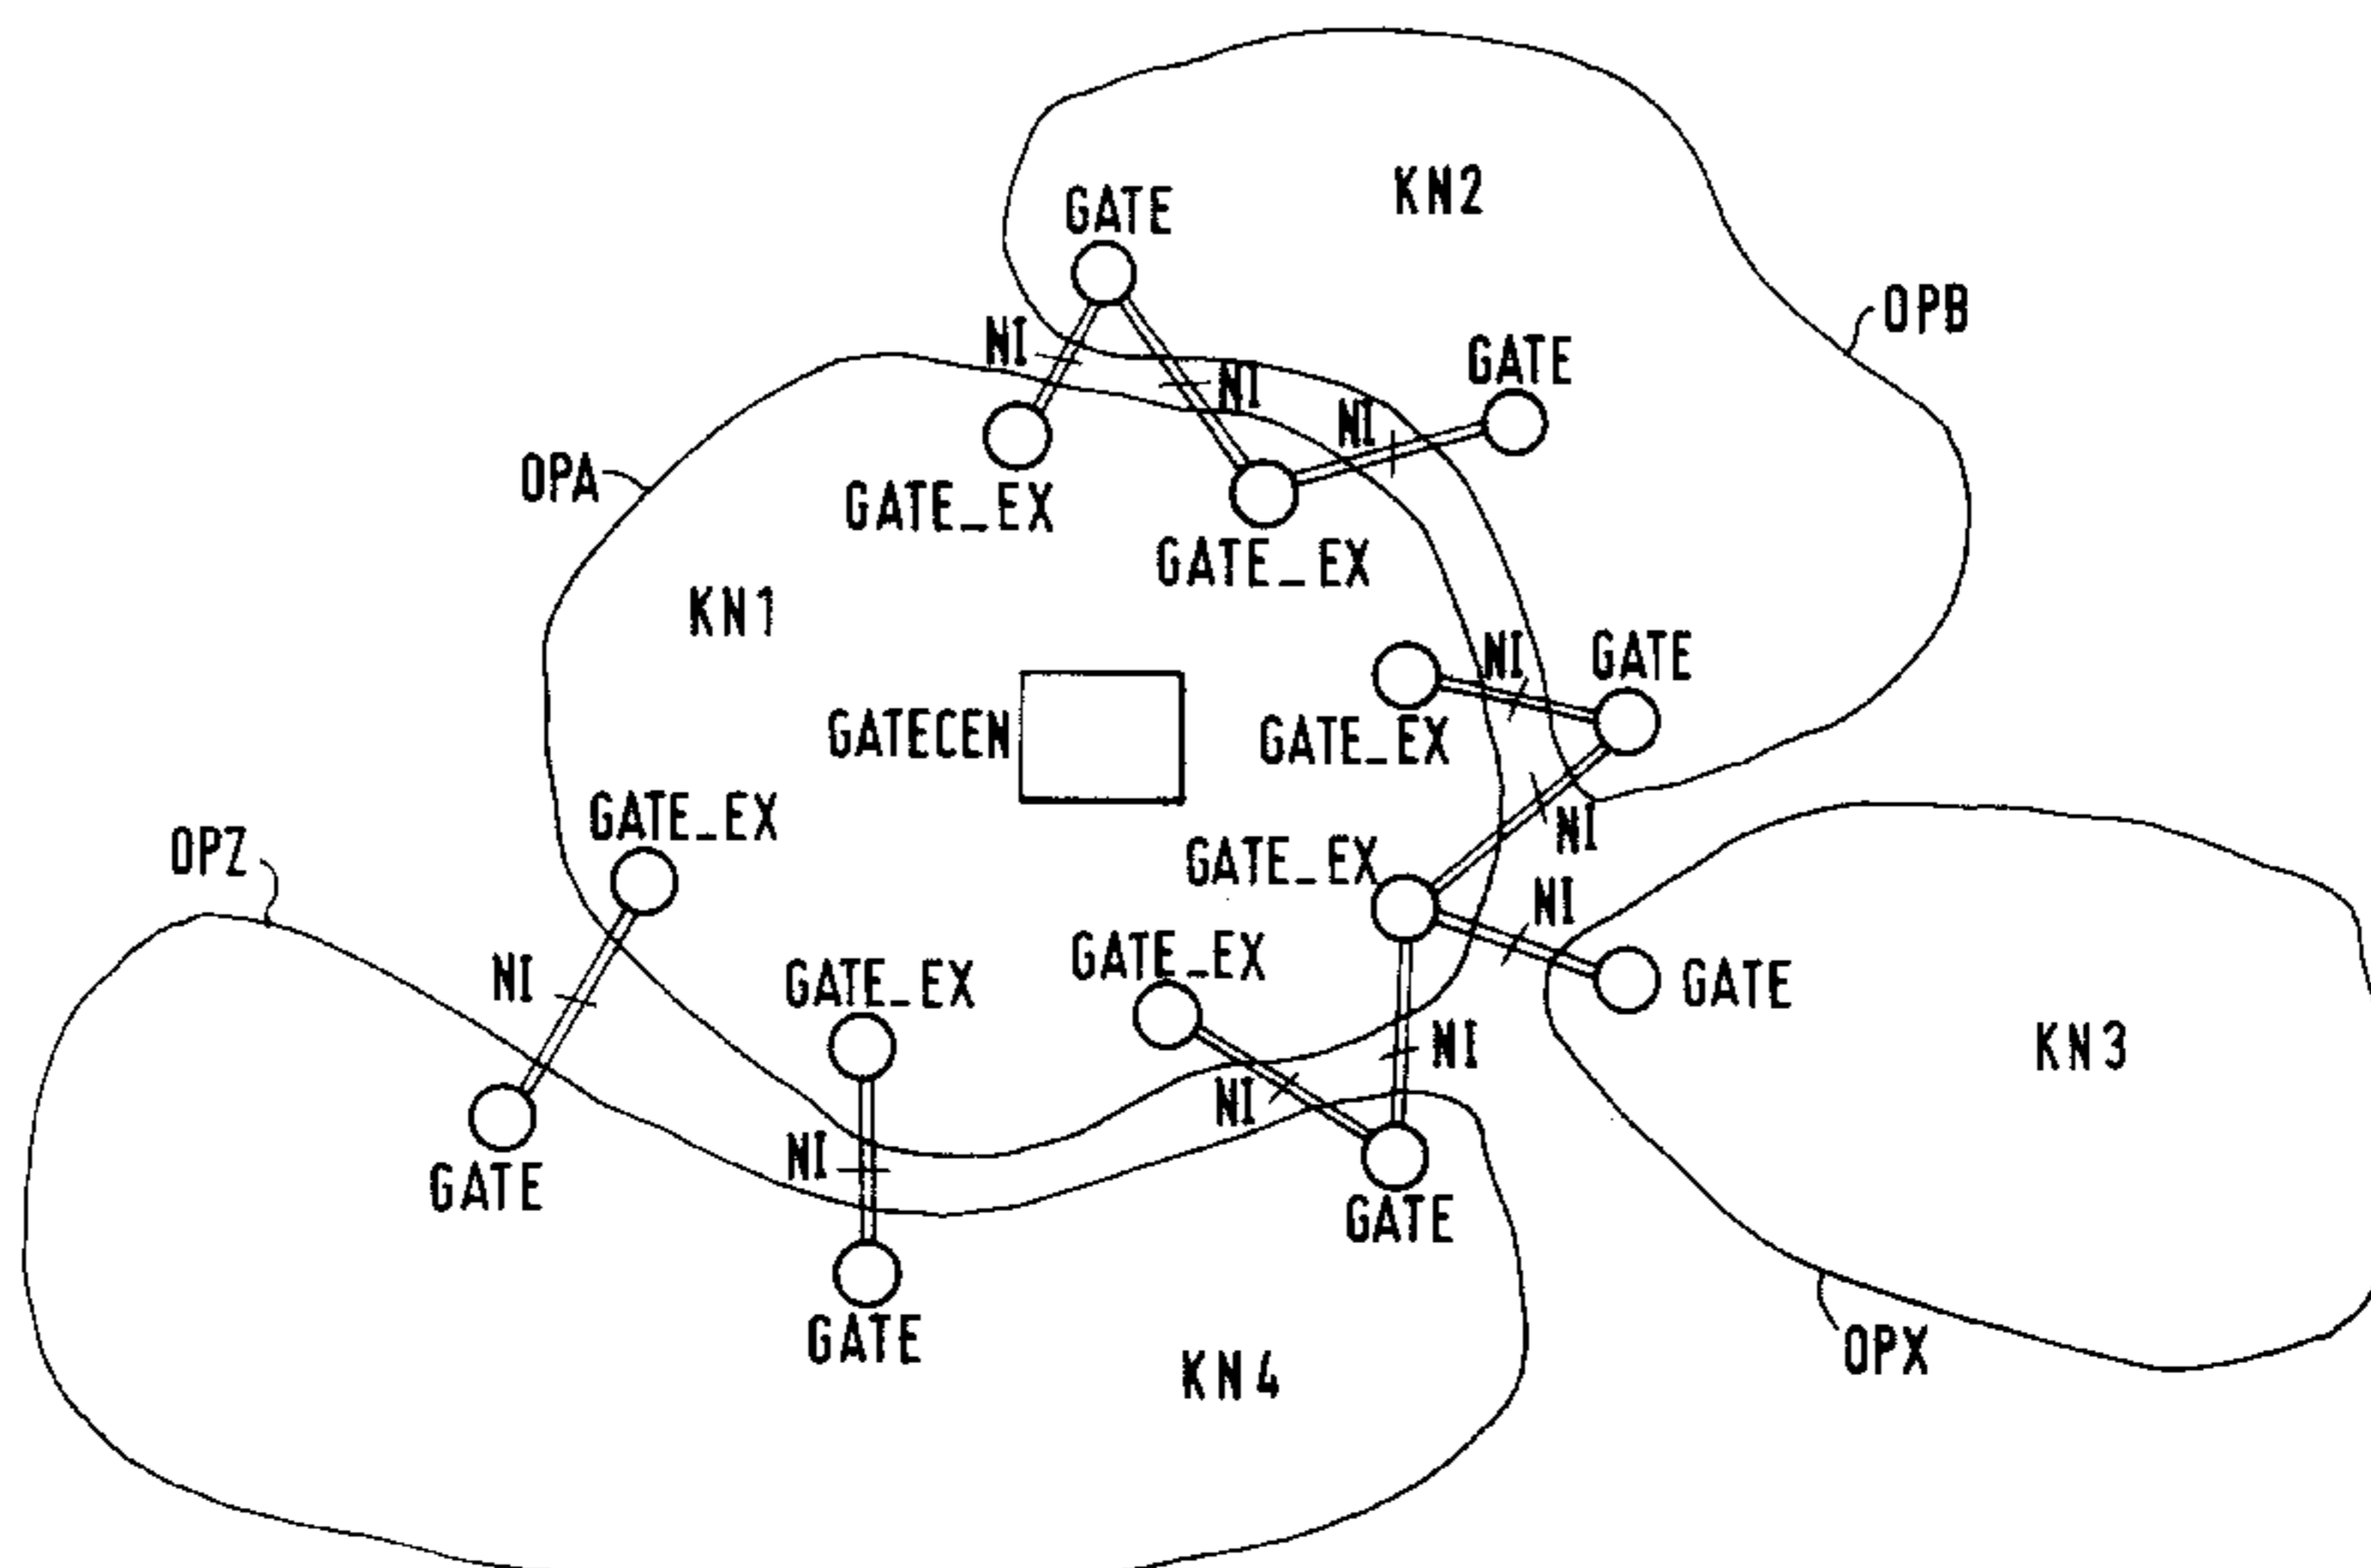 KN2
GATE
OPB
NI
GATE
NI
NI
OPA
GATE_EX
GATE_EX
KN1
NI
GATE
GATECEN
GATE_EX
GATE_EX
NI
OPZ
GATE_EX
NI
GATE_EX
GATE_EX
NI
GATE
NI
KN3
NI
NI
GATE
GATE
GATE
KN4
OPX